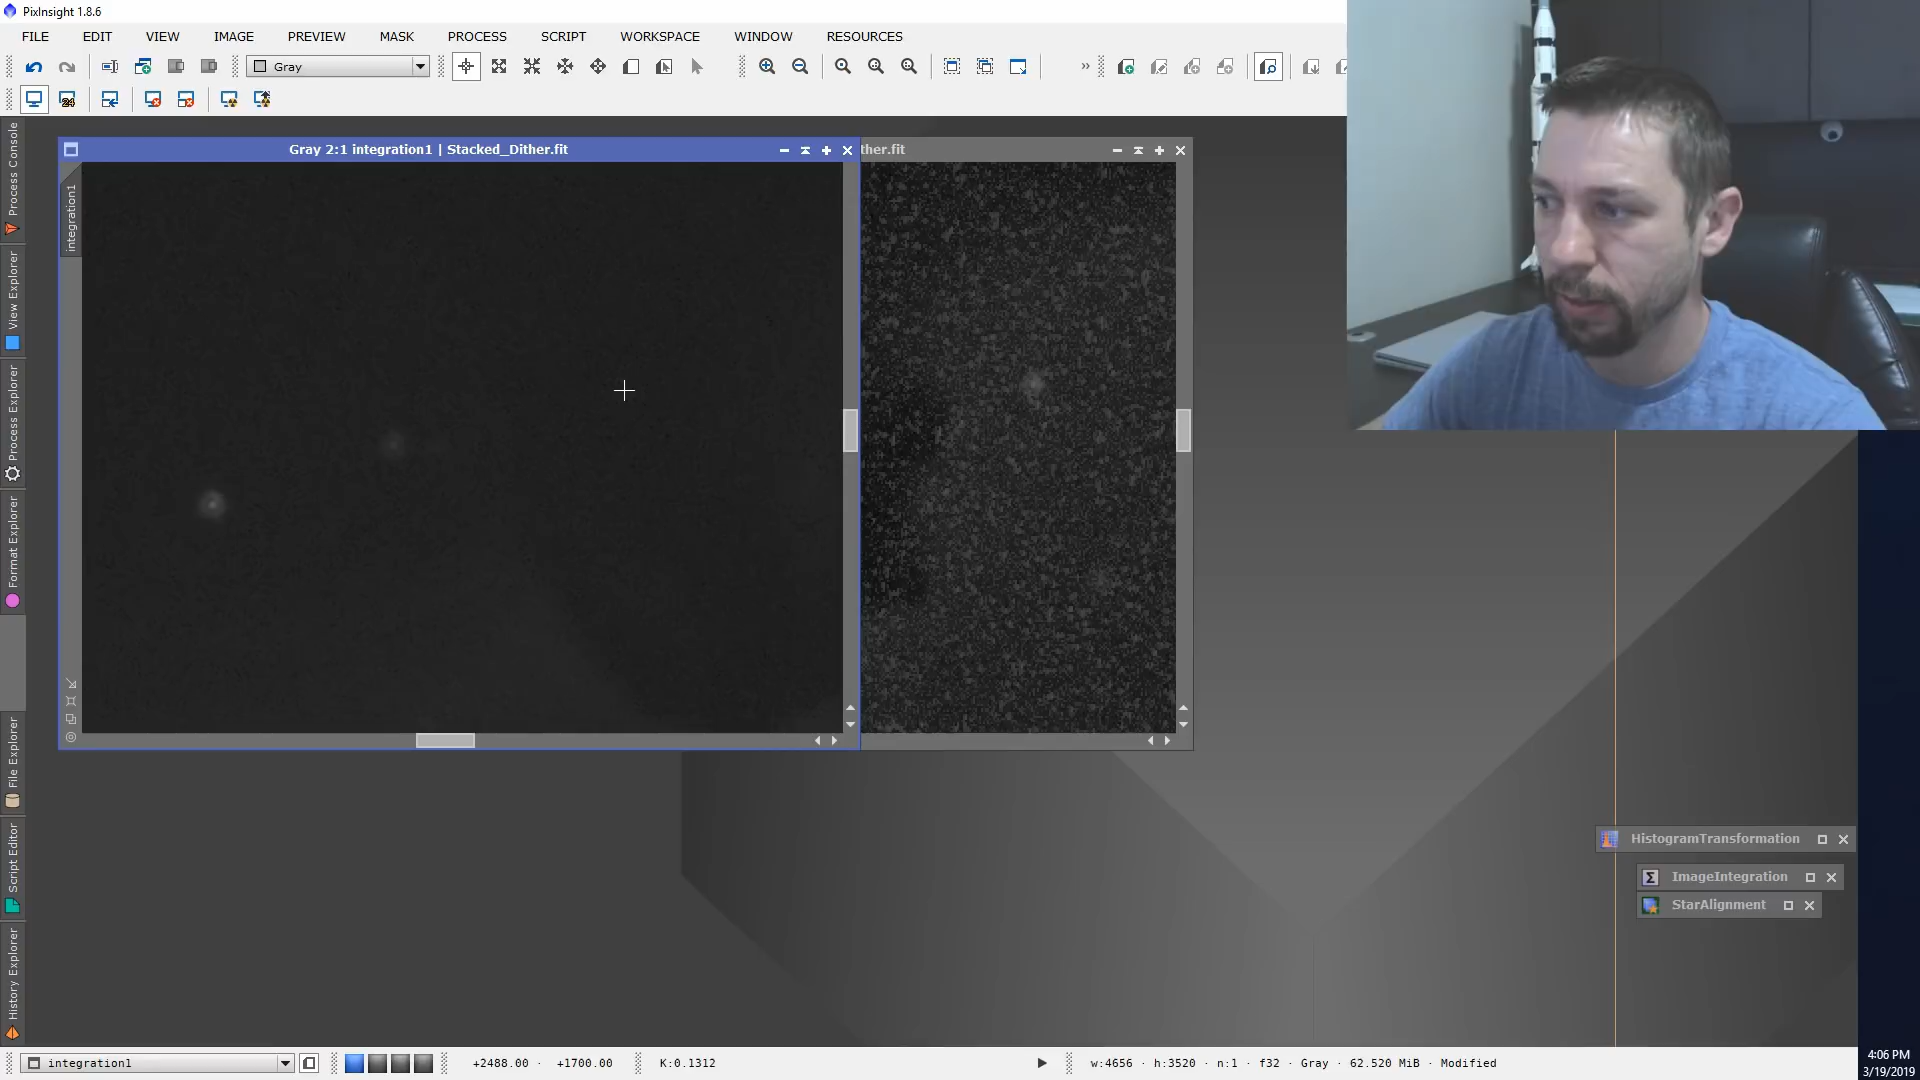 PixInsight 1.8.6
FILE EDIT VIEW IMAGE PREVIEW MASK PROCESS SCRIPT WORKSPACE WINDOW RESOURCES
Gray
24
Gray 2:1 integration1 | Stacked_Dither.fit
ther.fit
integration1
Process Console
View Explorer
Process Explorer
Format Explorer
File Explorer
Script Editor
History Explorer
HistogramTransformation
ImageIntegration
StarAlignment
integration1
+2488.00 · +1700.00
K:0.1312
w:4656 · h:3520 · n:1 · f32 · Gray · 62.520 MiB · Modified
4:06 PM
3/19/2019